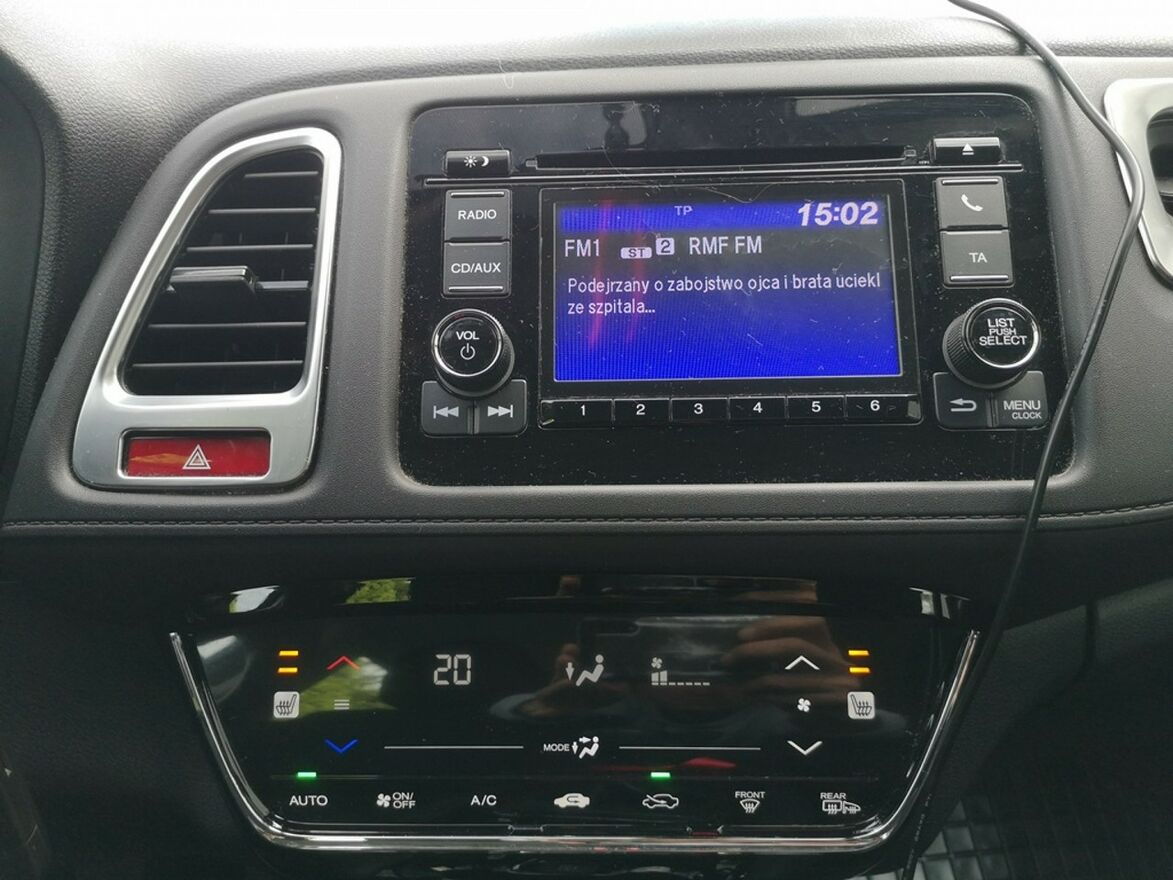 TP 15:02
RADIO
FM1 ST 2 RMF FM
CD/AUX
TA
Podejrzany o zabojstwo ojca i brata uciekl
ze szpitala...
VOL
LIST
PUSH
SELECT
1 2 3 4 5 6
MENU
CLOCK
20
MODE
AUTO
ON/
OFF
A/C
FRONT
REAR